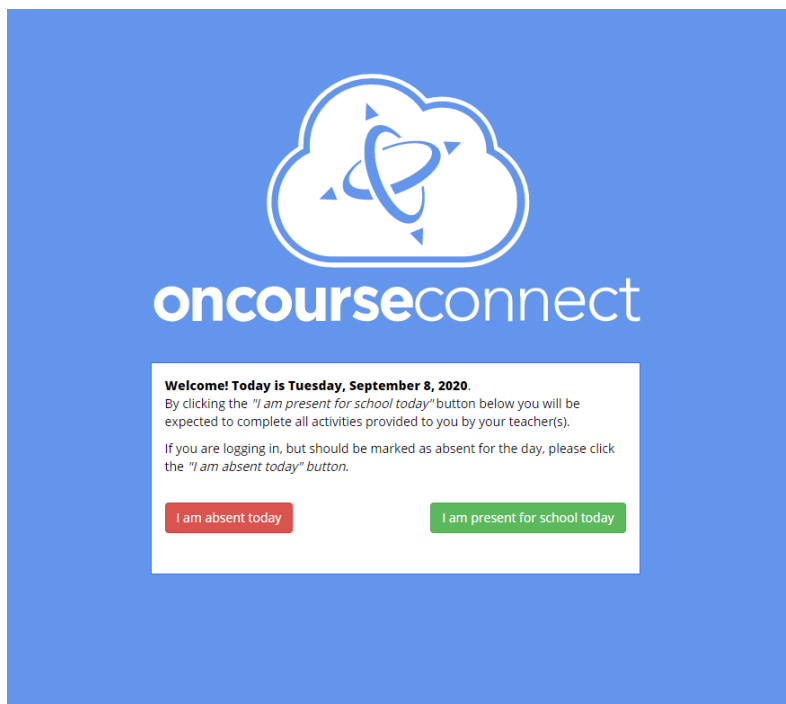 oncourseconnect
Welcome! Today is Tuesday, September 8, 2020.
By clicking the "I am present for school today" button below you will be
expected to complete all activities provided to you by your teacher(s).
If you are logging in, but should be marked as absent for the day, please click
the "I am absent today" button.
I am absent today
I am present for school today